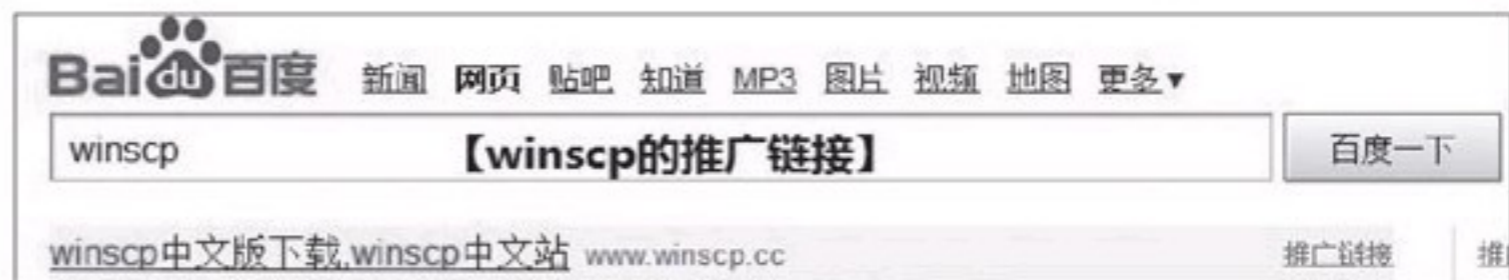 Bai du 百度 新闻 网页 贴吧 知道 MP3 图片 视频 地图 更多▼
winscp 【winscp的推广链接】 百度一下
winscp中文版下载,winscp中文站 www.winscp.cc 推广链接 推